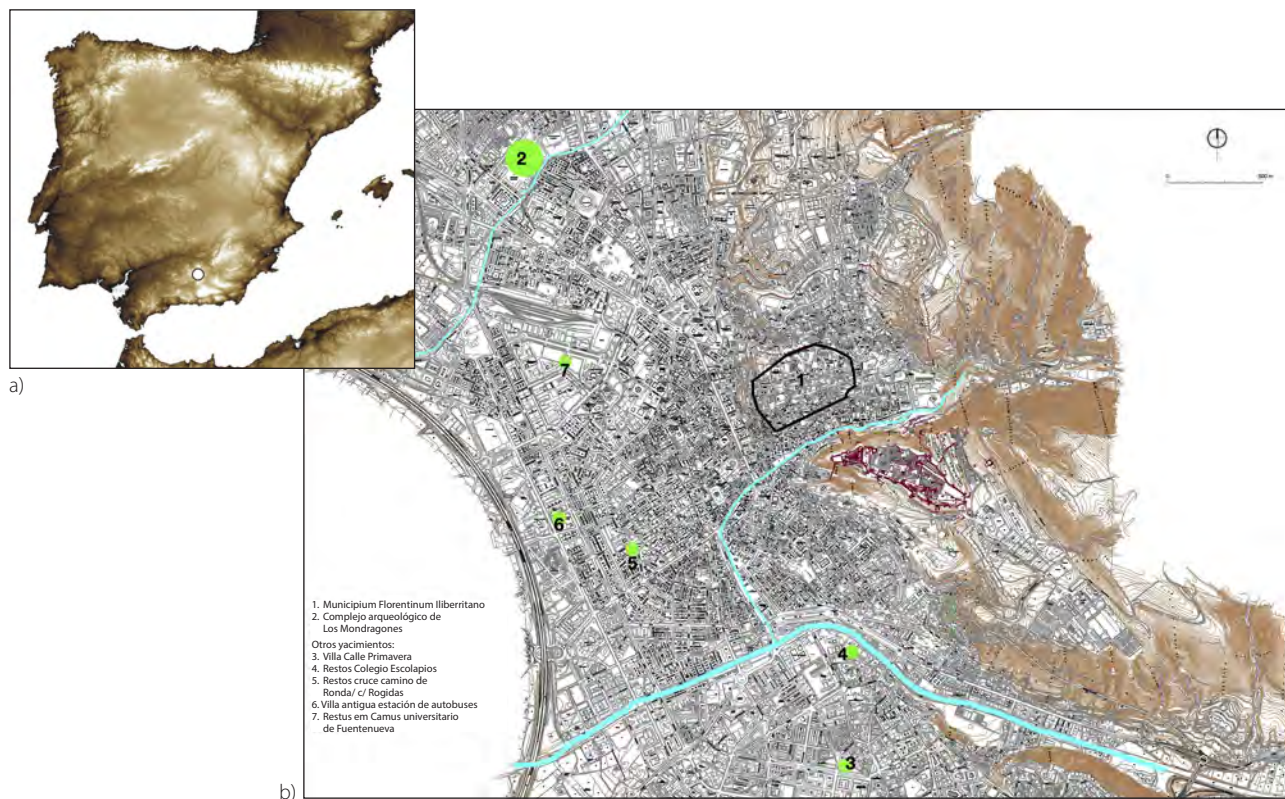 a)
2
1
7
6
5
4
3
0
500 m
1. Municipium Florentinum Iliberritano
2. Complejo arqueológico de
Los Mondragones
Otros yacimientos:
3. Villa Calle Primavera
4. Restos Colegio Escolapios
5. Restos cruce camino de
Ronda/ c/ Rogidas
6. Villa antigua estación de autobuses
7. Restus em Camus universitario
de Fuentenueva
b)